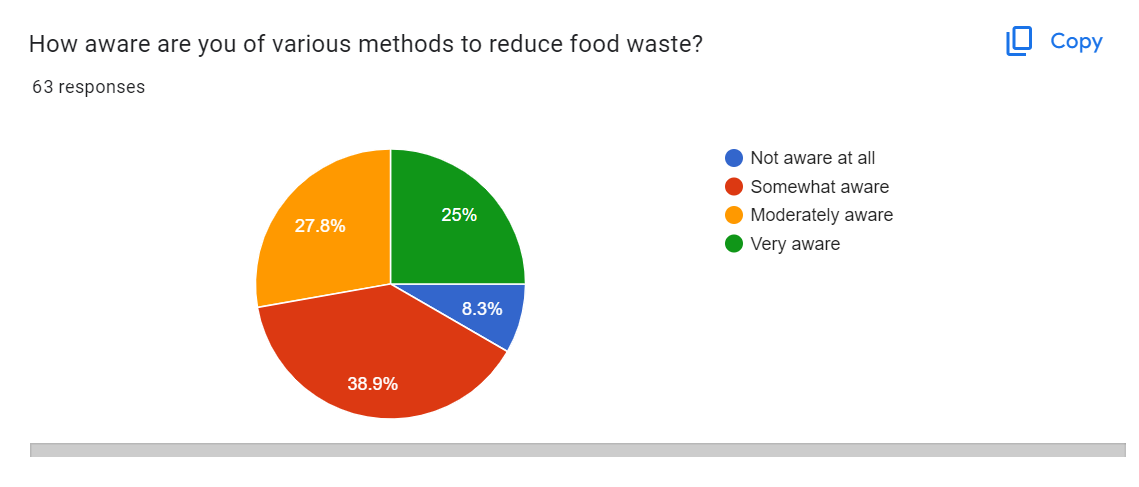 How aware are you of various methods to reduce food waste?
Copy
63 responses
27.8%
25%
8.3%
38.9%
Not aware at all
Somewhat aware
Moderately aware
Very aware